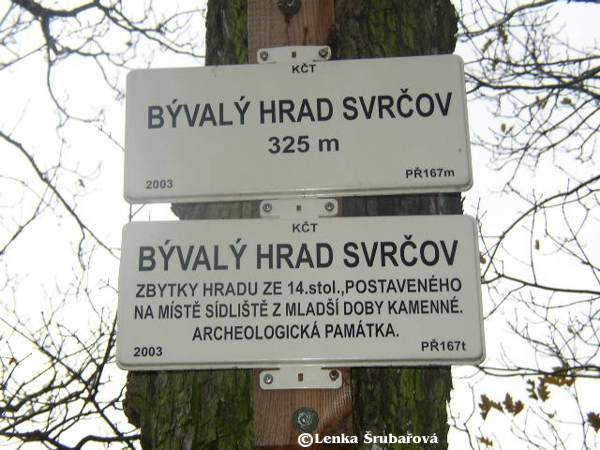 KČT
BÝVALÝ HRAD SVRČOV
325 m
2003 PŘ167m
KČT
BÝVALÝ HRAD SVRČOV
ZBYTKY HRADU ZE 14.stol.,POSTAVENÉHO
NA MÍSTĚ SÍDLIŠTĚ Z MLADŠÍ DOBY KAMENNÉ.
ARCHEOLOGICKÁ PAMÁTKA.
2003 PŘ167t
©Lenka Šrubařová